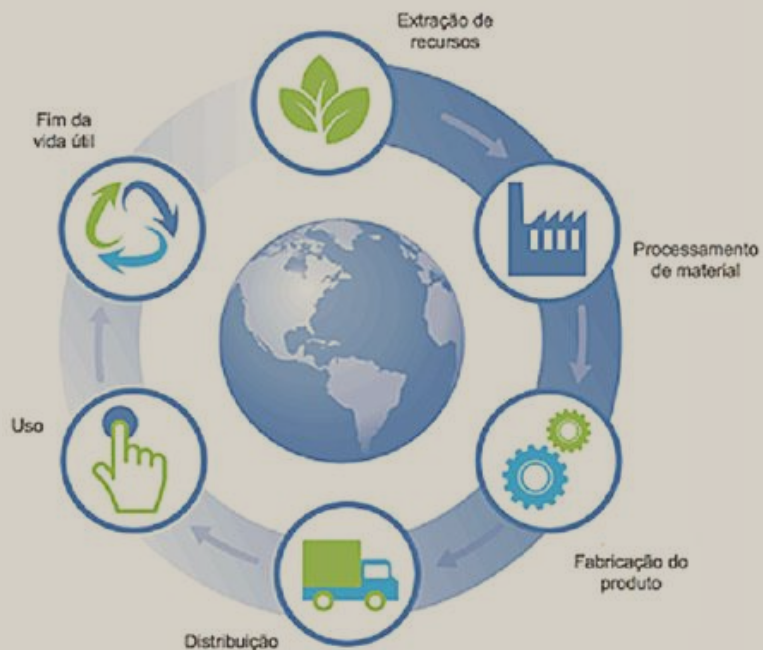 Extração de
recursos
Processamento
de material
Fabricação do
produto
Distribuição
Uso
Fim da
vida útil